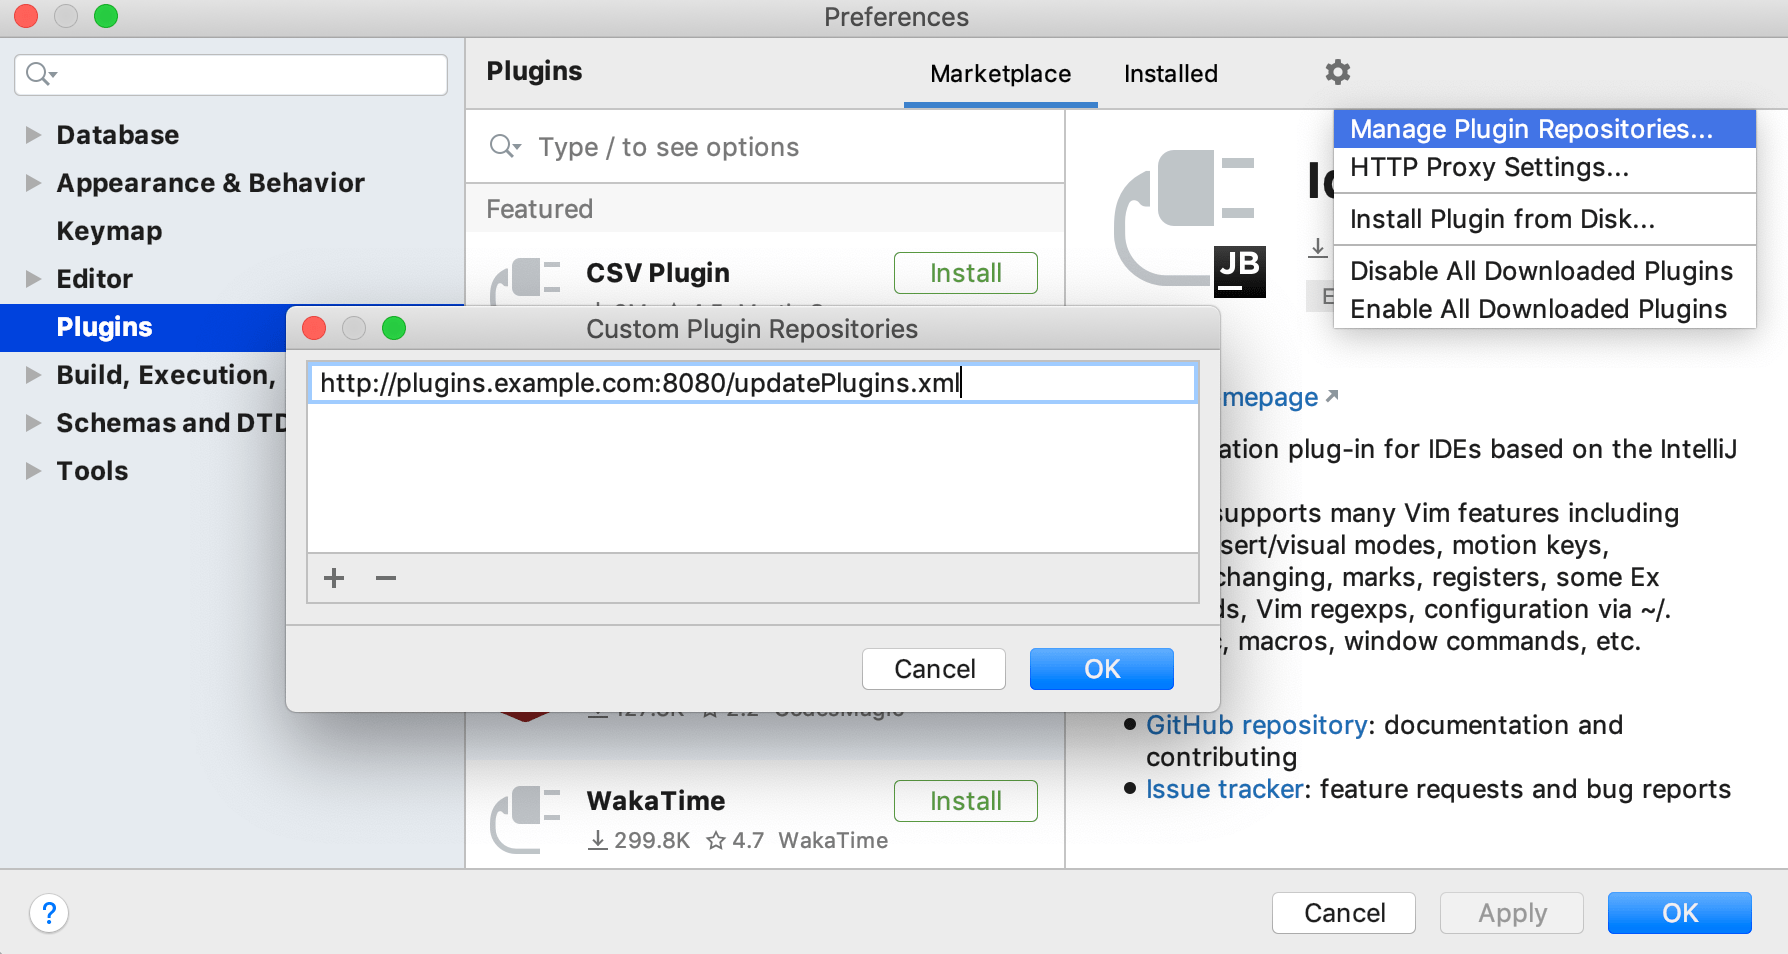 Preferences
Database
Appearance & Behavior
Keymap
Editor
Plugins
Build, Execution,
Schemas and DTD
Tools
Plugins
Marketplace
Installed
Manage Plugin Repositories...
HTTP Proxy Settings...
Install Plugin from Disk...
Disable All Downloaded Plugins
Enable All Downloaded Plugins
Type / to see options
Featured
CSV Plugin
Install
JB
Custom Plugin Repositories
http://plugins.example.com:8080/updatePlugins.xml
+ −
Cancel
OK
mepage
ation plug-in for IDEs based on the IntelliJ
supports many Vim features including
sert/visual modes, motion keys,
changing, marks, registers, some Ex
ds, Vim regexps, configuration via ~/.
, macros, window commands, etc.
• GitHub repository: documentation and
contributing
• Issue tracker: feature requests and bug reports
WakaTime
Install
299.8K 4.7 WakaTime
?
Cancel
Apply
OK